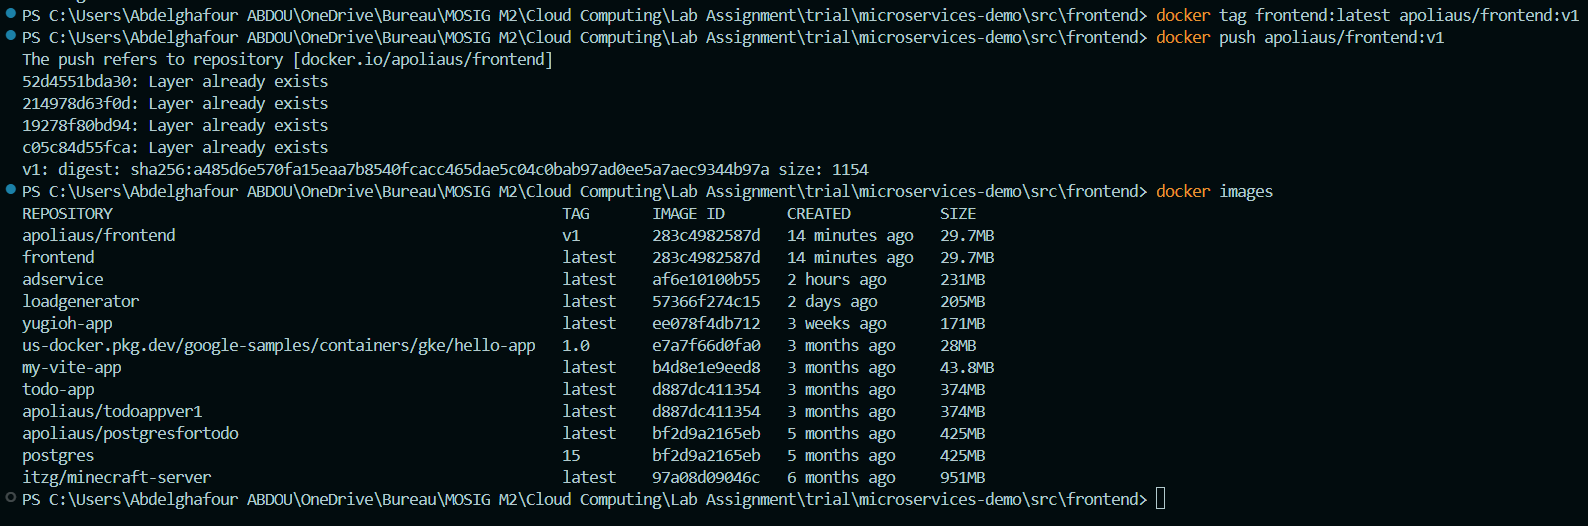 PS C:\Users\Abdelghafour ABDOU\OneDrive\Bureau\MOSIG M2\Cloud Computing\Lab Assignment\trial\microservices-demo\src\frontend> docker tag frontend:latest apoliaus/frontend:v1
PS C:\Users\Abdelghafour ABDOU\OneDrive\Bureau\MOSIG M2\Cloud Computing\Lab Assignment\trial\microservices-demo\src\frontend> docker push apoliaus/frontend:v1
The push refers to repository [docker.io/apoliaus/frontend]
52d4551bda30: Layer already exists
214978d63f0d: Layer already exists
19278f80bd94: Layer already exists
c05c84d55fca: Layer already exists
v1: digest: sha256:a485d6e570fa15eaa7b8540fcacc465dae5c04c0bab97ad0ee5a7aec9344b97a size: 1154
PS C:\Users\Abdelghafour ABDOU\OneDrive\Bureau\MOSIG M2\Cloud Computing\Lab Assignment\trial\microservices-demo\src\frontend> docker images
REPOSITORY TAG IMAGE ID CREATED SIZE
apoliaus/frontend v1 283c4982587d 14 minutes ago 29.7MB
frontend latest 283c4982587d 14 minutes ago 29.7MB
adservice latest af6e10100b55 2 hours ago 231MB
loadgenerator latest 57366f274c15 2 days ago 205MB
yugioh-app latest ee078f4db712 3 weeks ago 171MB
us-docker.pkg.dev/google-samples/containers/gke/hello-app 1.0 e7a7f66d0fa0 3 months ago 28MB
my-vite-app latest b4d8e1e9eed8 3 months ago 43.8MB
todo-app latest d887dc411354 3 months ago 374MB
apoliaus/todoappver1 latest d887dc411354 3 months ago 374MB
apoliaus/postgresfortodo latest bf2d9a2165eb 5 months ago 425MB
postgres 15 bf2d9a2165eb 5 months ago 425MB
itzg/minecraft-server latest 97a08d09046c 6 months ago 951MB
PS C:\Users\Abdelghafour ABDOU\OneDrive\Bureau\MOSIG M2\Cloud Computing\Lab Assignment\trial\microservices-demo\src\frontend>